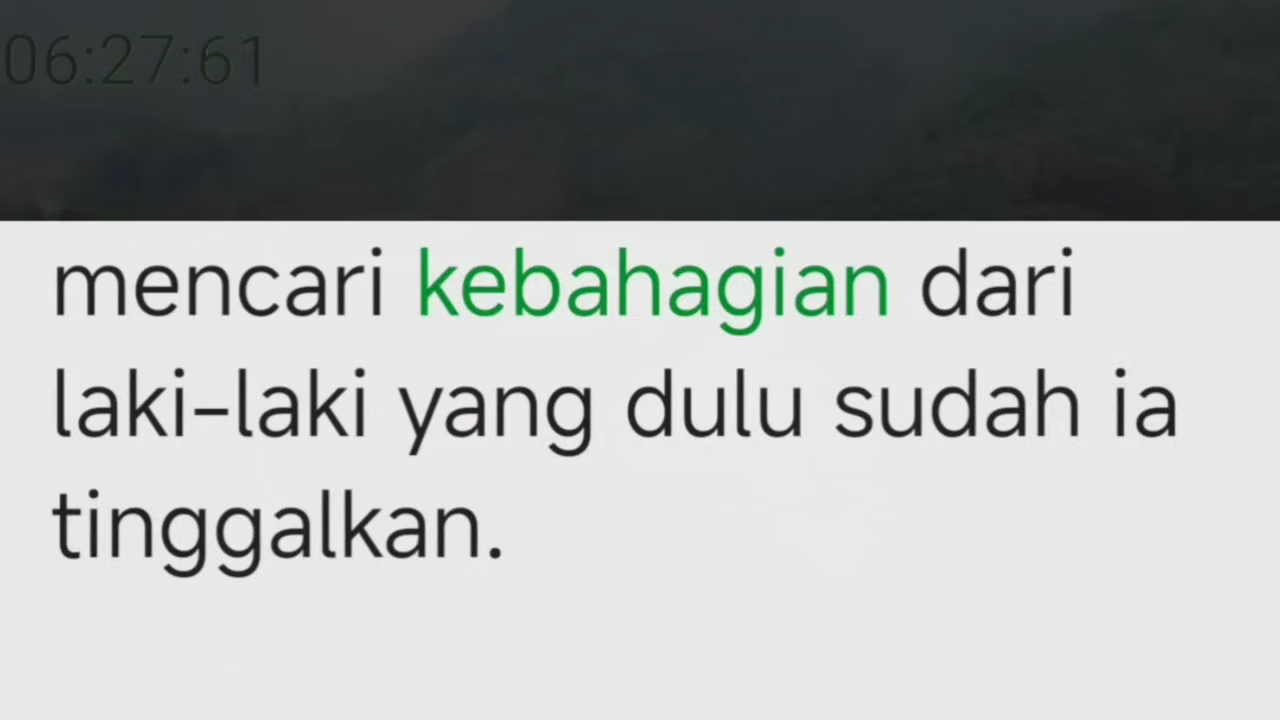 06:27:61
mencari kebahagian dari
laki-laki yang dulu sudah ia
tinggalkan.